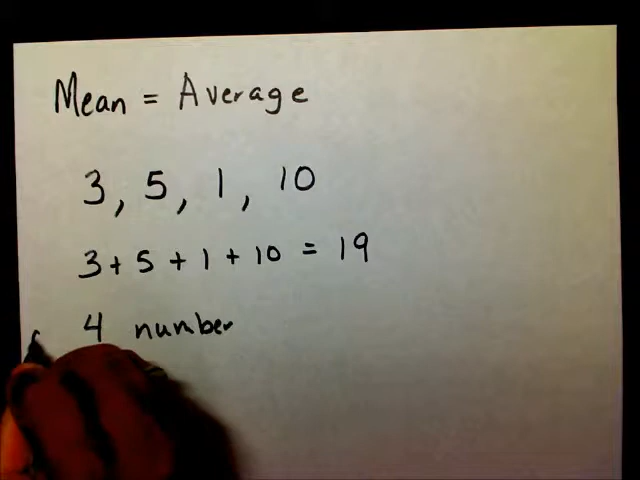 Mean = Average
3, 5, 1, 10
3 + 5 + 1 + 10 = 19
4 number